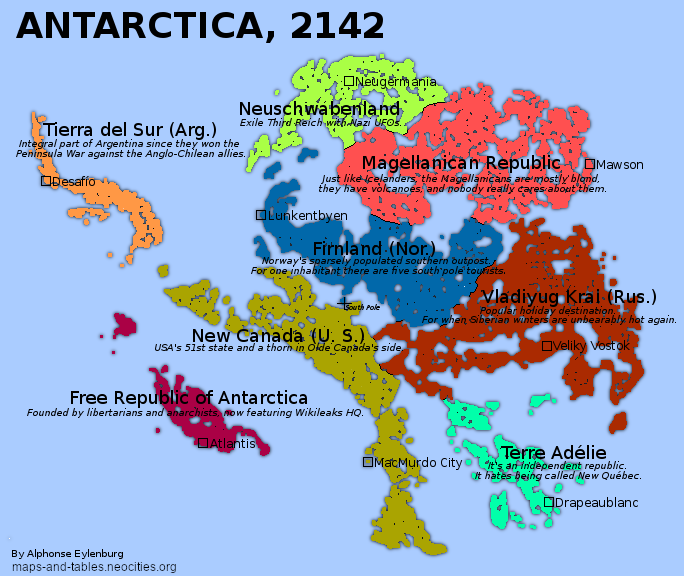 ANTARCTICA, 2142
Neugermania
Neuschwabenland
Exile Third Reich with Nazi UFOs.
Tierra del Sur (Arg.)
Integral part of Argentina since they won the
Peninsula War against the Anglo-Chilean allies.
Desafío
Magellanican Republic
Just like Icelanders, the Magellanicans are mostly blond,
they have volcanoes, and nobody really cares about them.
Mawson
Lunkentbyen
Firnland (Nor.)
Norway's sparsely populated southern outpost.
For one inhabitant there are five south pole tourists.
Vladiyug Krai (Rus.)
Popular holiday destination.
For when Siberian winters are unbearably hot again.
South Pole
New Canada (U. S.)
USA's 51st state and a thorn in Olde Canada's side.
Veliky Vostok
Free Republic of Antarctica
Founded by libertarians and anarchists, now featuring Wikileaks HQ.
Atlantis
MacMurdo City
Terre Adélie
It's an independent republic.
It hates being called New Québec.
Drapeaublanc
By Alphonse Eylenburg
maps-and-tables.neocities.org